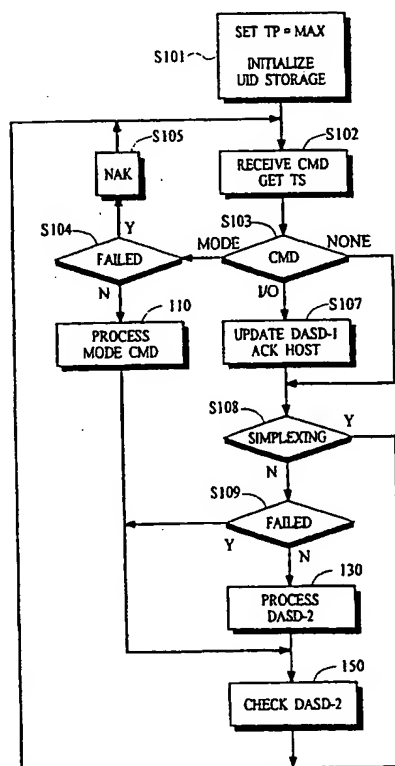 SET TP = MAX
INITIALIZE
UID STORAGE
S101
S105
NAK
S102
RECEIVE CMD
GET TS
S104
Y
S103
FAILED
MODE
CMD
NONE
N
I/O
S107
110
PROCESS
MODE CMD
UPDATE DASD-1
ACK HOST
S108
SIMPLEXING
Y
N
S109
FAILED
Y
N
130
PROCESS
DASD-2
150
CHECK DASD-2